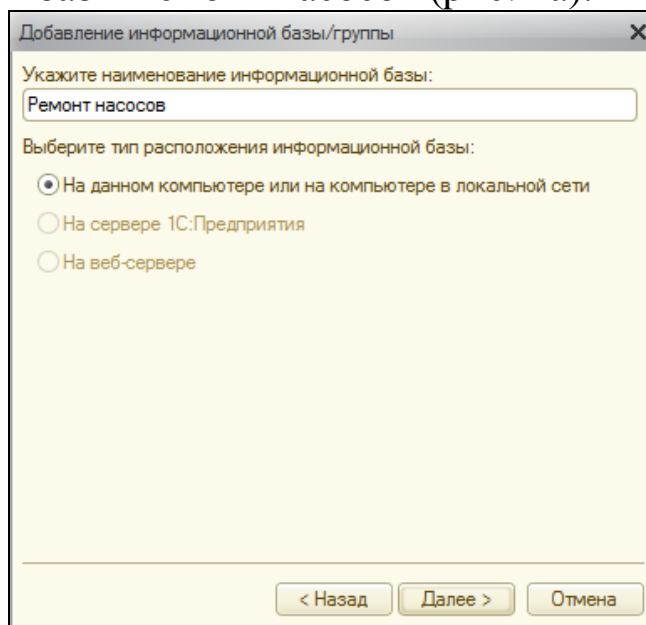 Добавление информационной базы/группы
Укажите наименование информационной базы:
Ремонт насосов
Выберите тип расположения информационной базы:
На данном компьютере или на компьютере в локальной сети
На сервере 1С:Предприятия
На веб-сервере
< Назад Далее > Отмена